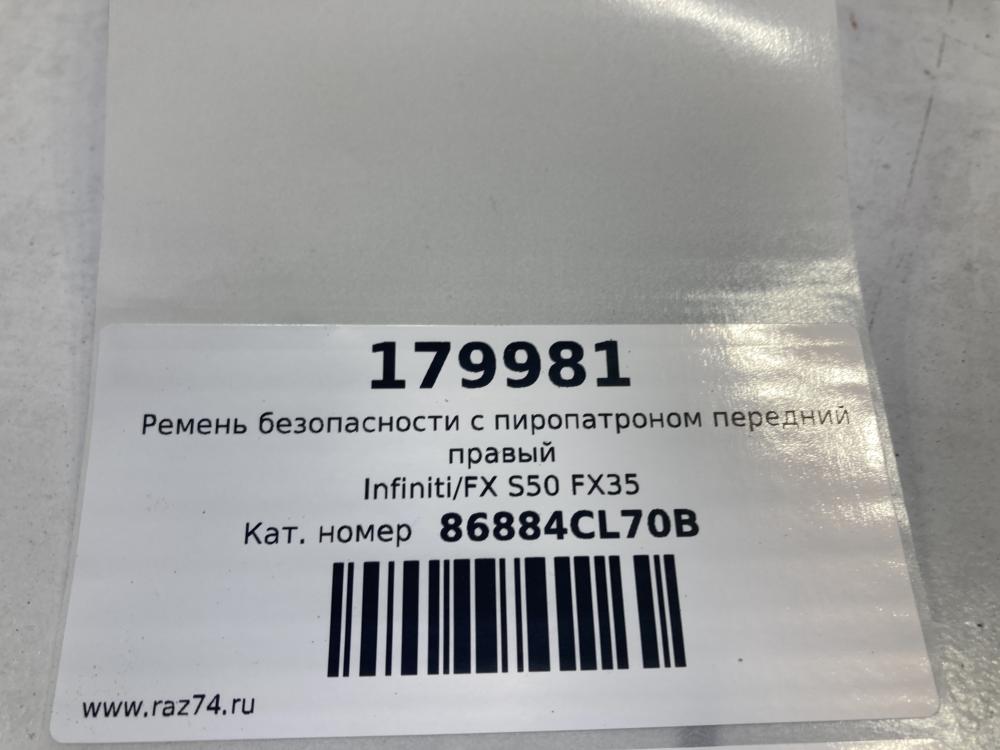 179981
Ремень безопасности с пиропатроном передний
правый
Infiniti/FX S50 FX35
Кат. номер 86884CL70B
www.raz74.ru